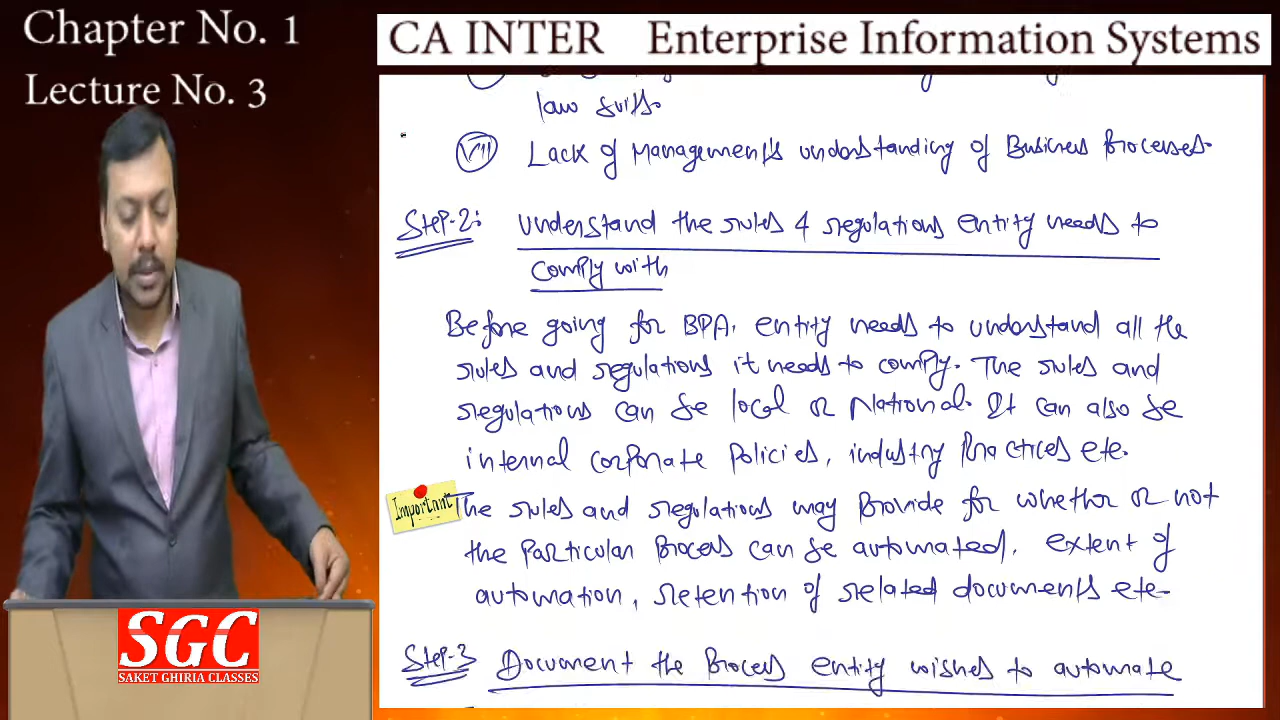 Chapter No. 1
Lecture No. 3
CA INTER Enterprise Information Systems
law suits.
VII Lack of Management's understanding of Business Processes.
Step-2: Understand the rules & regulations entity needs to
comply with
Before going for BPA, entity needs to understand all the
rules and regulations it needs to comply. The rules and
regulations can be local or National. It can also be
internal corporate policies, industry Practices etc.
Important The rules and regulations may provide for whether or not
the particular Process can be automated, extent of
automation, retention of related documents etc.
Step-3 Document the Process entity wishes to automate
SGC
SAKET GHIRIA CLASSES